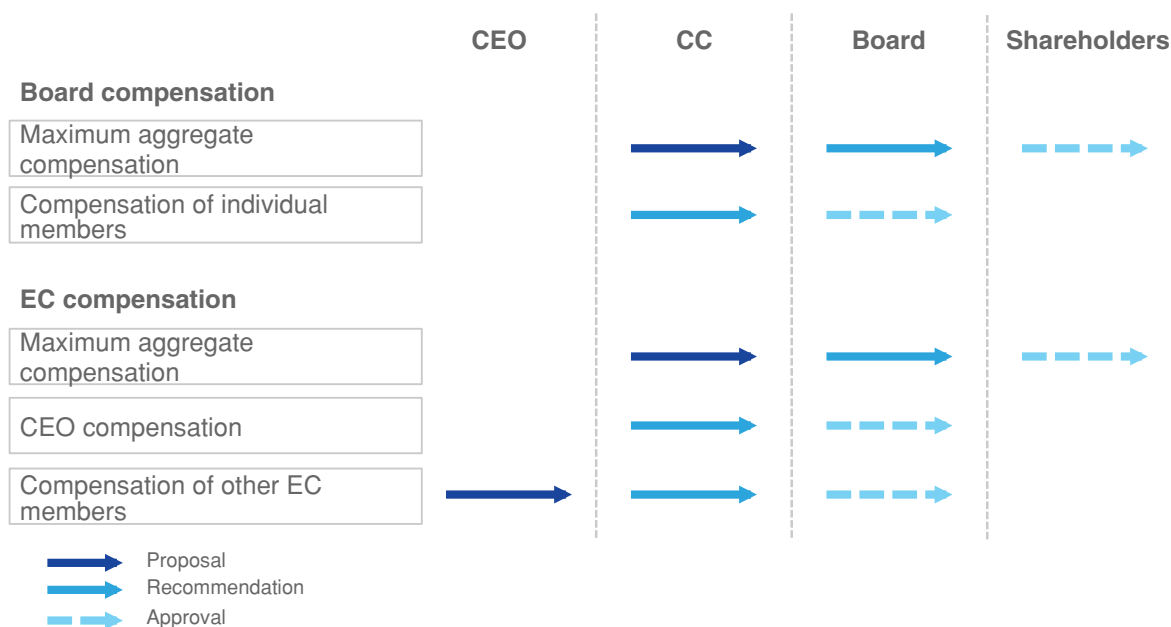 CEO CC Board Shareholders
Board compensation
Maximum aggregate
compensation
Compensation of individual
members
EC compensation
Maximum aggregate
compensation
CEO compensation
Compensation of other EC
members
Proposal
Recommendation
Approval